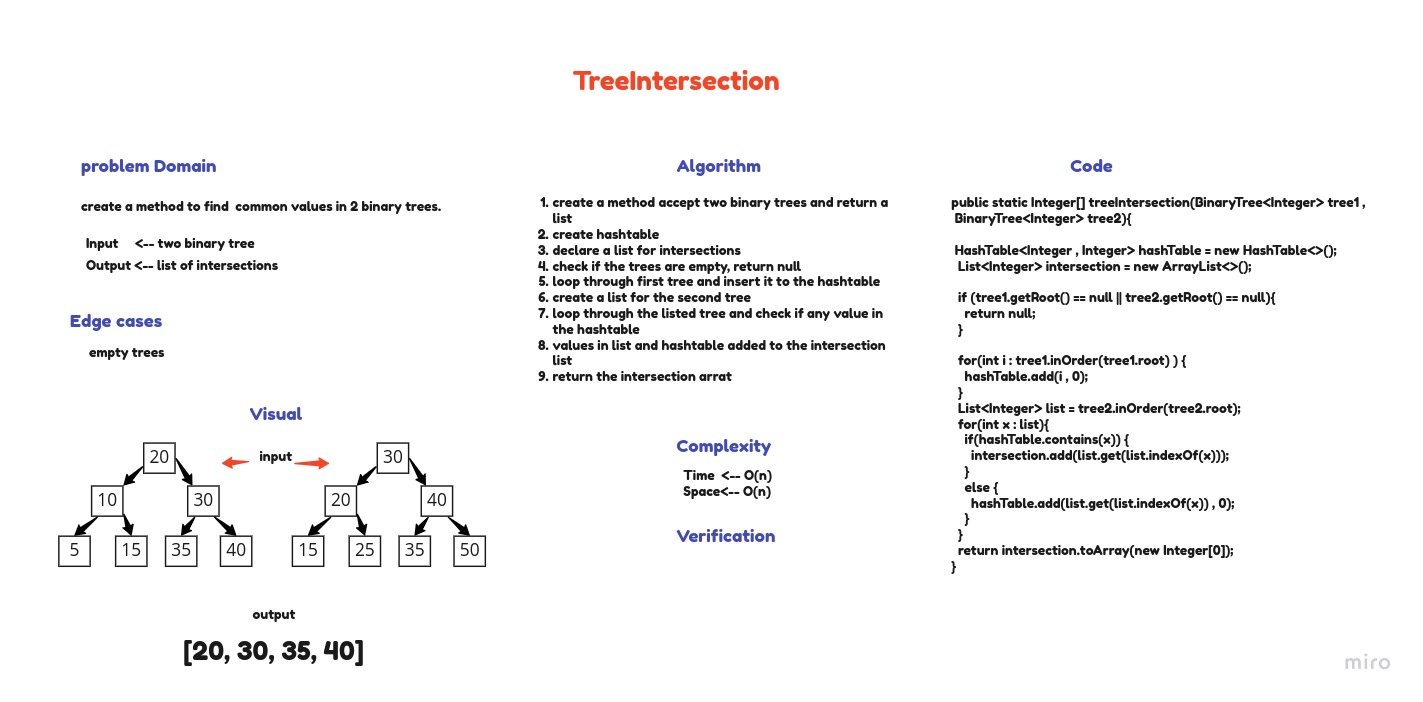 TreeIntersection
problem Domain
create a method to find  common values in 2 binary trees.
Input     <-- two binary tree
Output <-- list of intersections
Edge cases
empty trees
Visual
input
20
10
30
5
15
35
40
30
20
40
15
25
35
50
output
[20, 30, 35, 40]
Algorithm
1. create a method accept two binary trees and return a
list
2. create hashtable
3. declare a list for intersections
4. check if the trees are empty, return null
5. loop through first tree and insert it to the hashtable
6. create a list for the second tree
7. loop through the listed tree and check if any value in
the hashtable
8. values in list and hashtable added to the intersection
list
9. return the intersection arrat
Complexity
Time  <-- O(n)
Space<-- O(n)
Verification
Code
public static Integer[] treeIntersection(BinaryTree<Integer> tree1 ,
BinaryTree<Integer> tree2){
HashTable<Integer , Integer> hashTable = new HashTable<>();
List<Integer> intersection = new ArrayList<>();
if (tree1.getRoot() == null || tree2.getRoot() == null){
return null;
}
for(int i : tree1.inOrder(tree1.root) ) {
hashTable.add(i , 0);
}
List<Integer> list = tree2.inOrder(tree2.root);
for(int x : list){
if(hashTable.contains(x)) {
intersection.add(list.get(list.indexOf(x)));
}
else {
hashTable.add(list.get(list.indexOf(x)) , 0);
}
}
return intersection.toArray(new Integer[0]);
}
miro